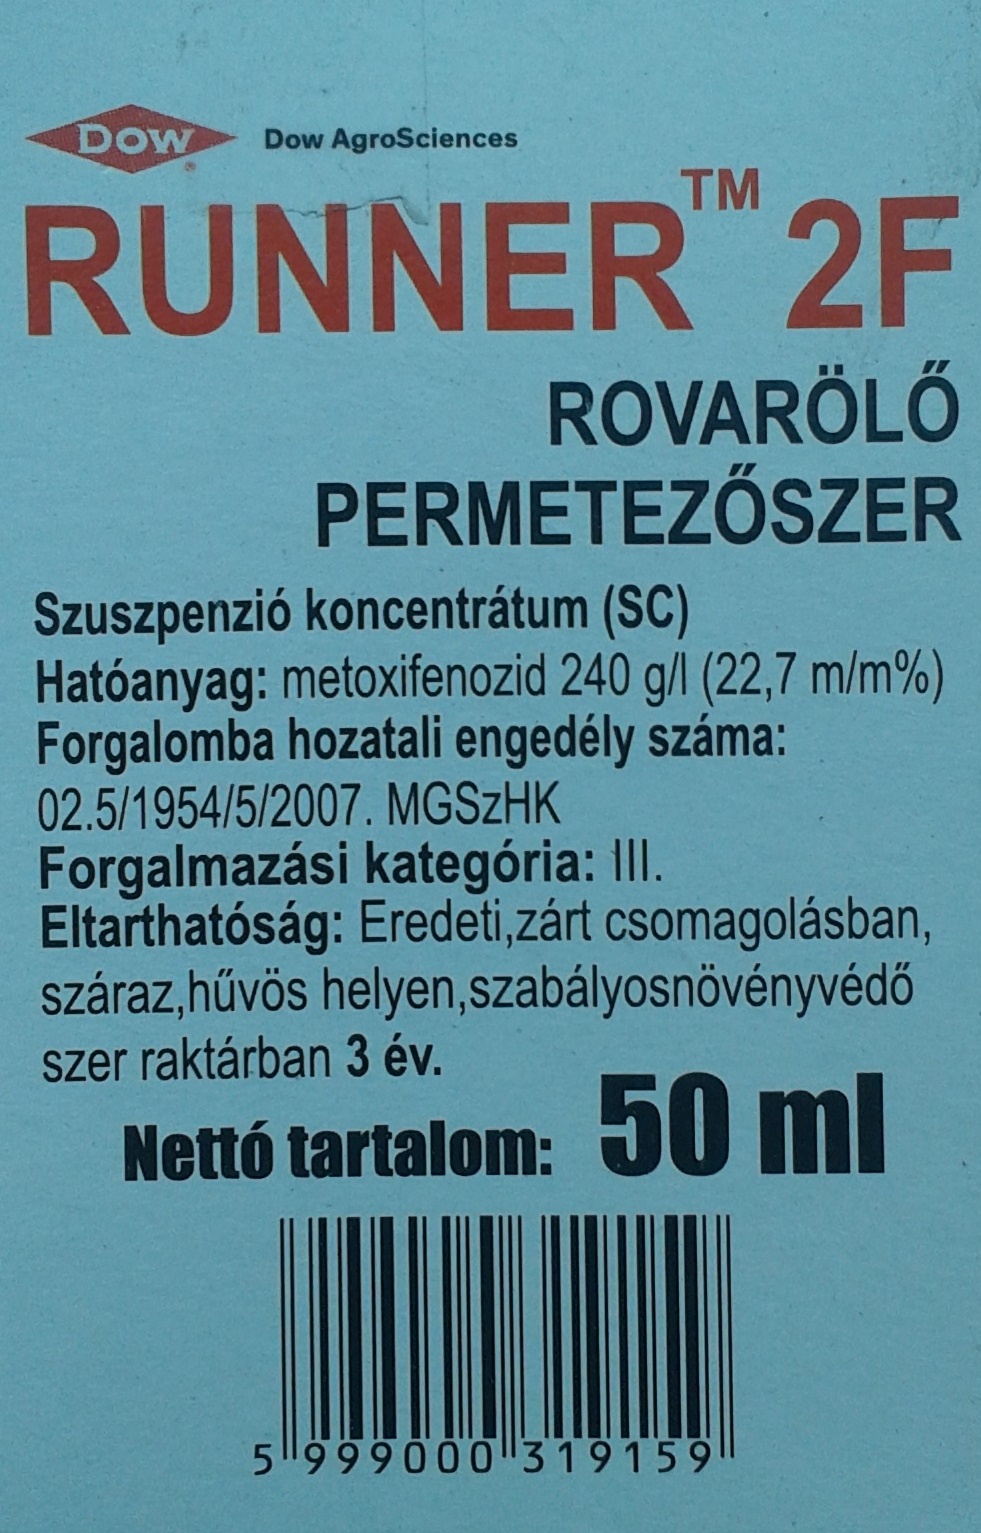 DOW
Dow AgroSciences
RUNNER™ 2F
ROVARÖLŐ
PERMETEZŐSZER
Szuszpenzió koncentrátum (SC)
Hatóanyag: metoxifenozid 240 g/l (22,7 m/m%)
Forgalomba hozatali engedély száma:
02.5/1954/5/2007. MGSzHK
Forgalmazási kategória: III.
Eltarthatóság: Eredeti,zárt csomagolásban,
száraz,hűvös helyen,szabályosnövényvédő
szer raktárban 3 év.
Nettó tartalom: 50 ml
5 999000 319159